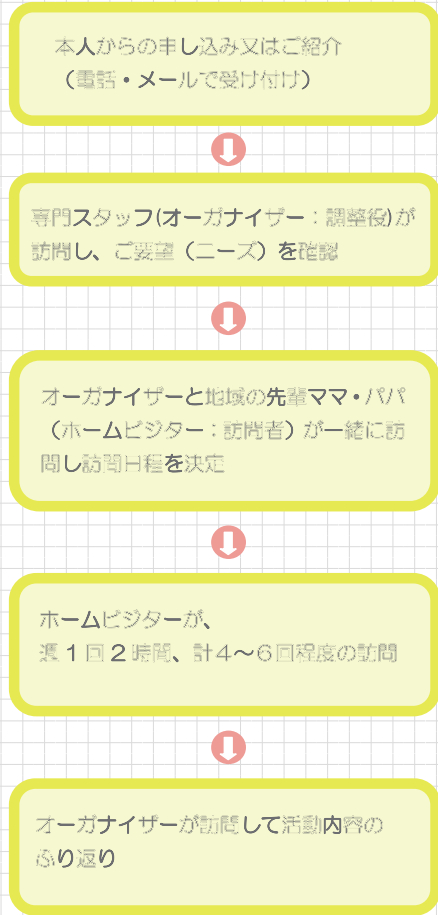 本人からの申し込み又はご紹介
（電話・メールで受け付け）
専門スタッフ(オーガナイザー：調整役)が
訪問し、ご要望（ニーズ）を確認
オーガナイザーと地域の先輩ママ・パパ
（ホームビジター：訪問者）が一緒に訪
問し訪問日程を決定
ホームビジターが、
週１回２時間、計４〜６回程度の訪問
オーガナイザーが訪問して活動内容の
ふり返り